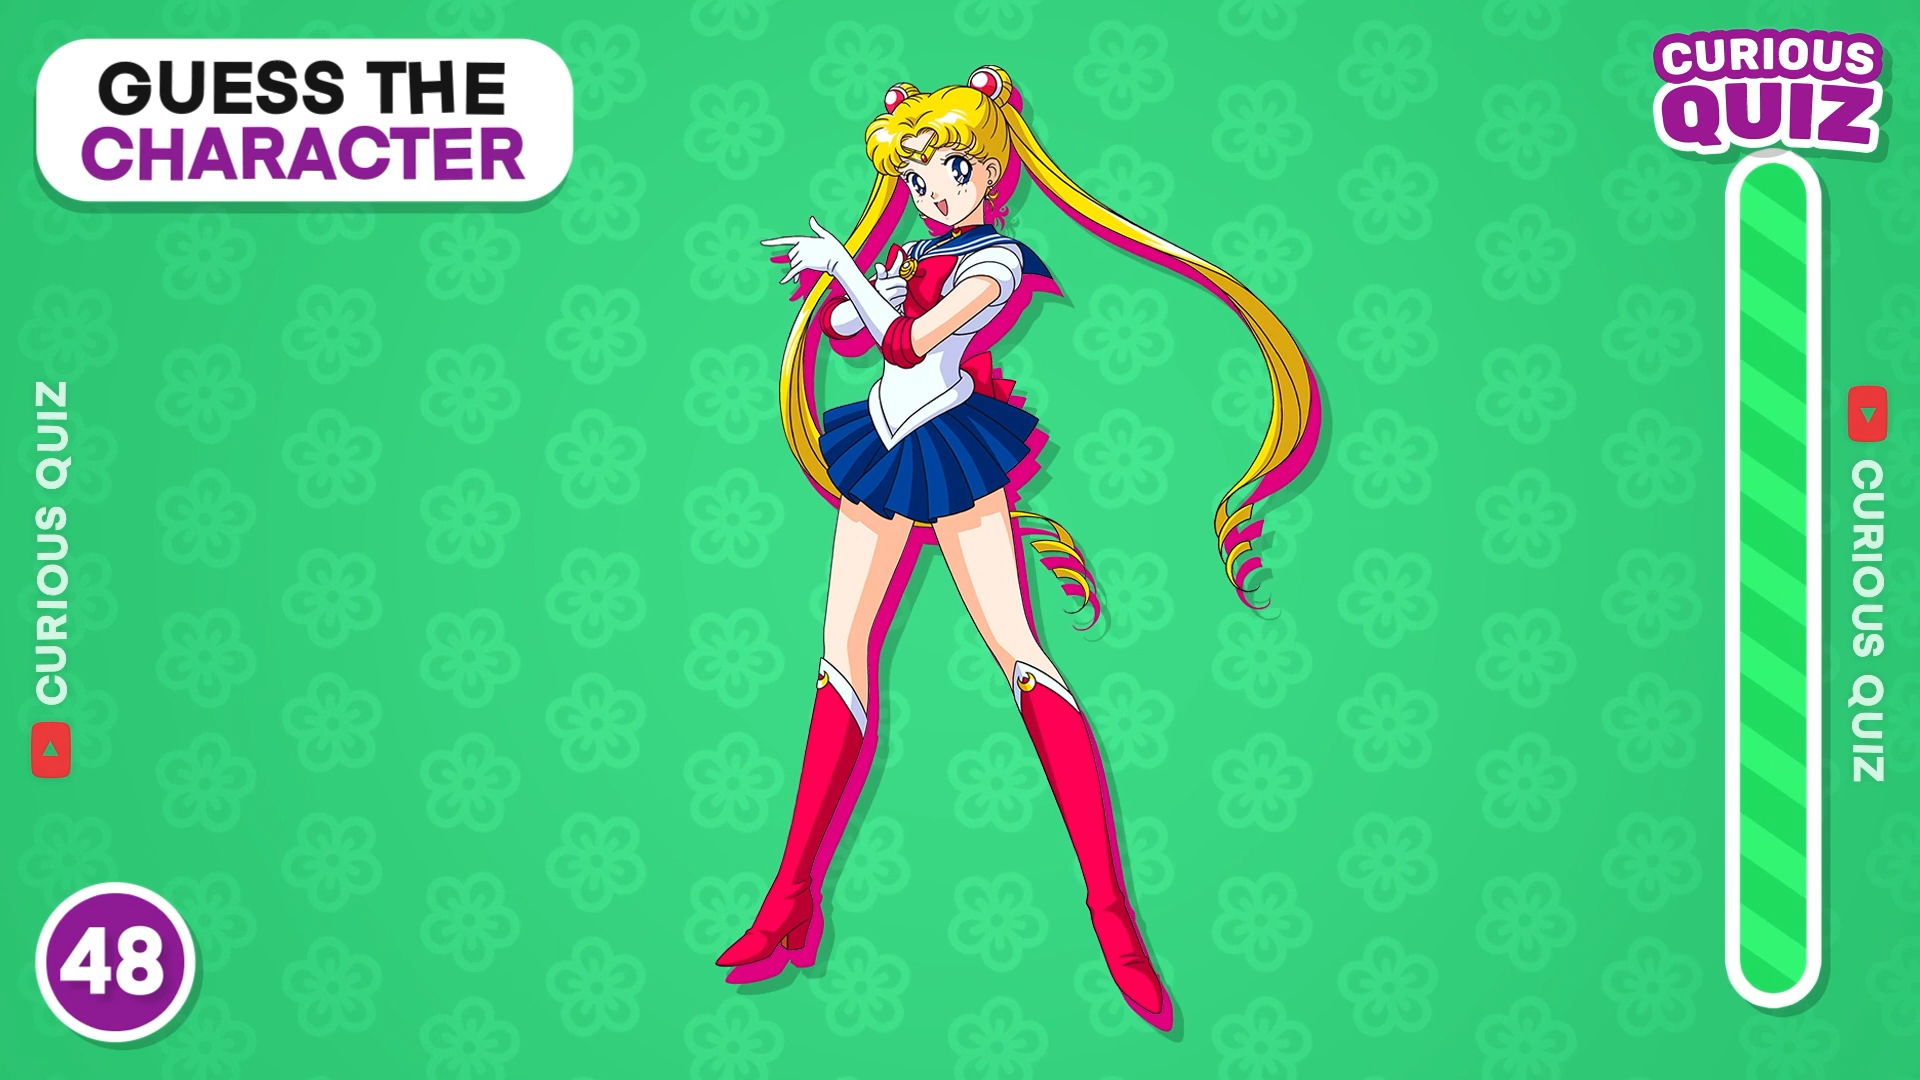 GUESS THE
CHARACTER
CURIOUS
QUIZ
CURIOUS QUIZ
CURIOUS QUIZ
48